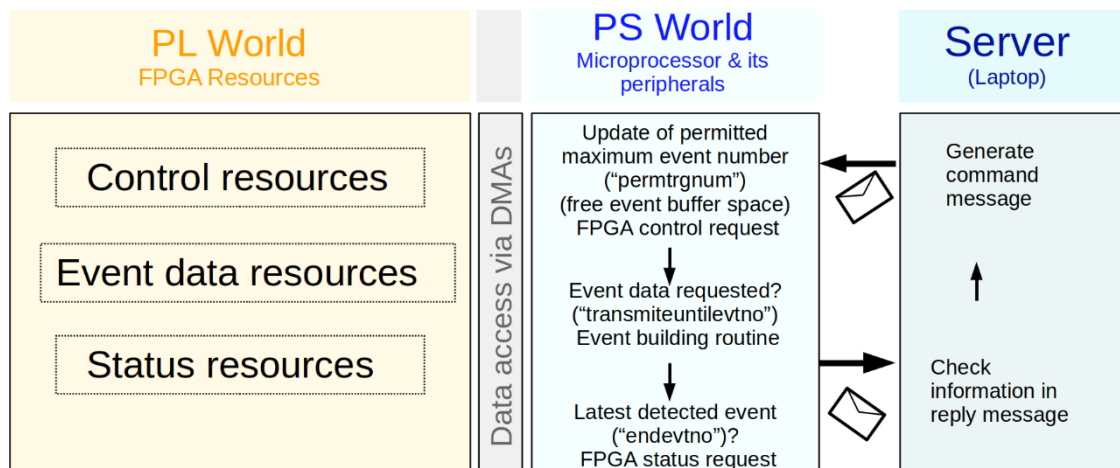 PL World
FPGA Resources
Control resources
Event data resources
Status resources
Data access via DMAs
PS World
Microprocessor & its
peripherals
Update of permitted
maximum event number
(“permtrgnum”)
(free event buffer space)
FPGA control request
Event data requested?
(“transmiteuntilevtno”)
Event building routine
Latest detected event
(“endevtno”)?
FPGA status request
Server
(Laptop)
Generate
command
message
Check
information in
reply message